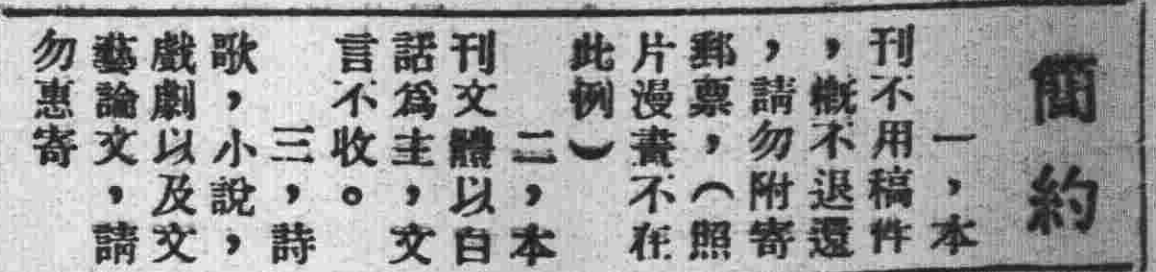 簡約
一，本
刊不用稿件
，概不退還
，請勿附寄
郵票，（照
片漫畫不在
此例）
二，本
刊文體以白
話爲主，文
言不收。
三，詩
歌，小說，
戲劇以及文
藝論文，請
勿惠寄